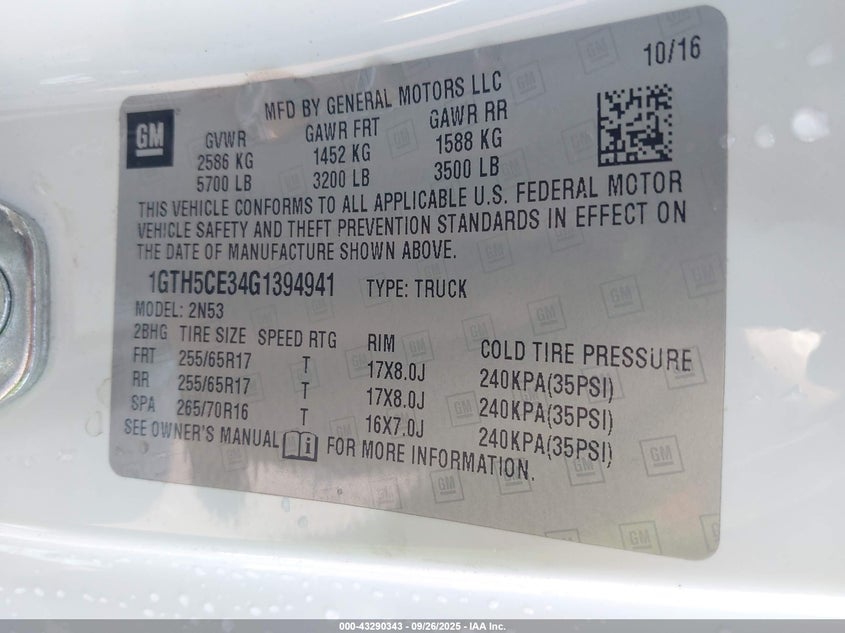 10/16
MFD BY GENERAL MOTORS LLC
GM
GVWR GAWR FRT GAWR RR
2586 KG 1452 KG 1588 KG
5700 LB 3200 LB 3500 LB
THIS VEHICLE CONFORMS TO ALL APPLICABLE U.S. FEDERAL MOTOR
VEHICLE SAFETY AND THEFT PREVENTION STANDARDS IN EFFECT ON
THE DATE OF MANUFACTURE SHOWN ABOVE.
1GTH5CE34G1394941 TYPE: TRUCK
MODEL: 2N53
2BHG TIRE SIZE SPEED RTG RIM COLD TIRE PRESSURE
FRT 255/65R17 T 17X8.0J 240KPA(35PSI)
RR 255/65R17 T 17X8.0J 240KPA(35PSI)
SPA 265/70R16 T 16X7.0J 240KPA(35PSI)
SEE OWNER'S MANUAL i FOR MORE INFORMATION.
000-43290343 - 09/26/2025 - IAA Inc.